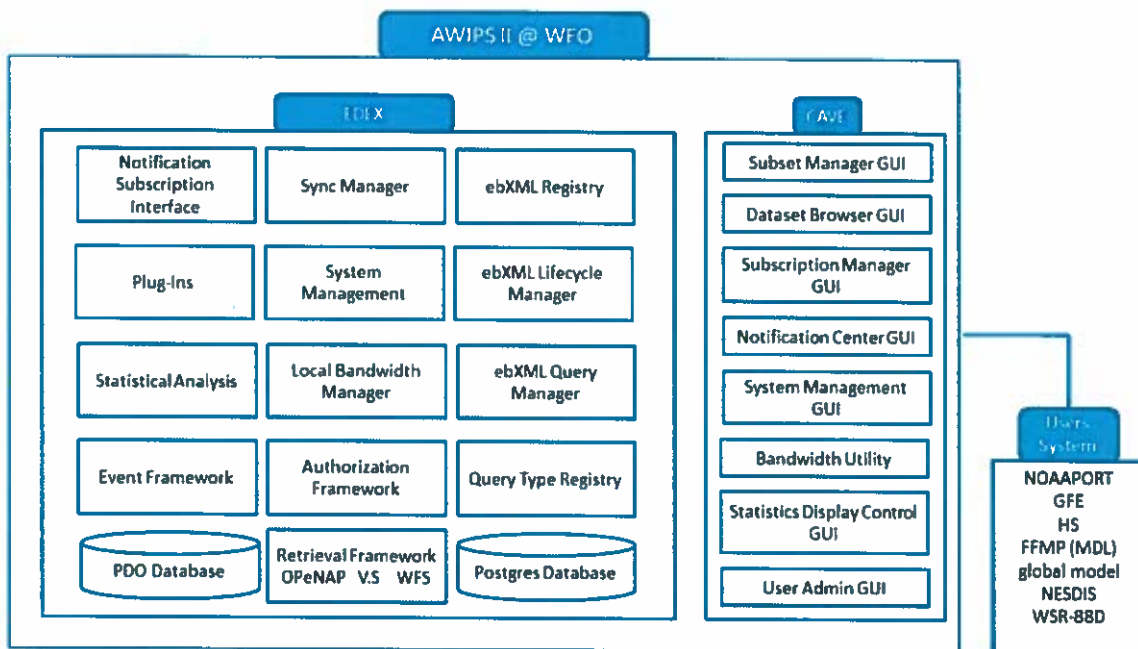 AWIPS II @ WFO
EDEX
Notification
Subscription
Interface
Sync Manager
ebXML Registry
Plug-Ins
System
Management
ebXML Lifecycle
Manager
Statistical Analysis
Local Bandwidth
Manager
ebXML Query
Manager
Event Framework
Authorization
Framework
Query Type Registry
PDO Database
Retrieval Framework
OPeNAP V.S WFS
Postgres Database
CAVE
Subset Manager GUI
Dataset Browser GUI
Subscription Manager
GUI
Notification Center GUI
System Management
GUI
Bandwidth Utility
Statistics Display Control
GUI
User Admin GUI
Users
System
NOAAPORT
GFE
HS
FFMP (MDL)
global model
NESDIS
WSR-88D